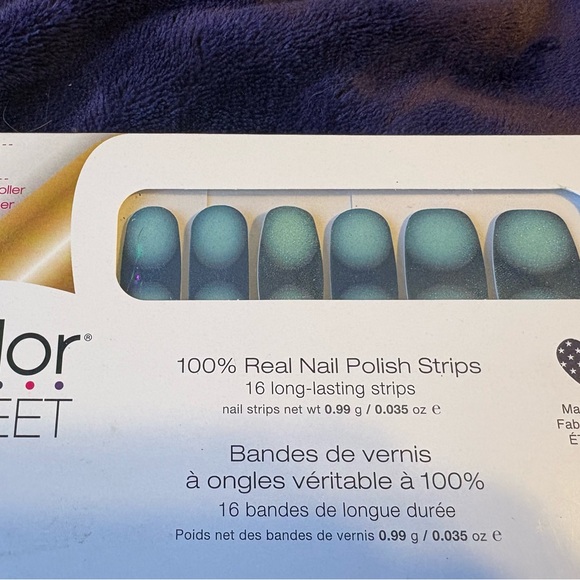 oller
er
lor®
EET
100% Real Nail Polish Strips
16 long-lasting strips
nail strips net wt 0.99 g / 0.035 oz e
Bandes de vernis
à ongles véritable à 100%
16 bandes de longue durée
Poids net des bandes de vernis 0.99 g / 0.035 oz e
Ma
Fab
ÉT